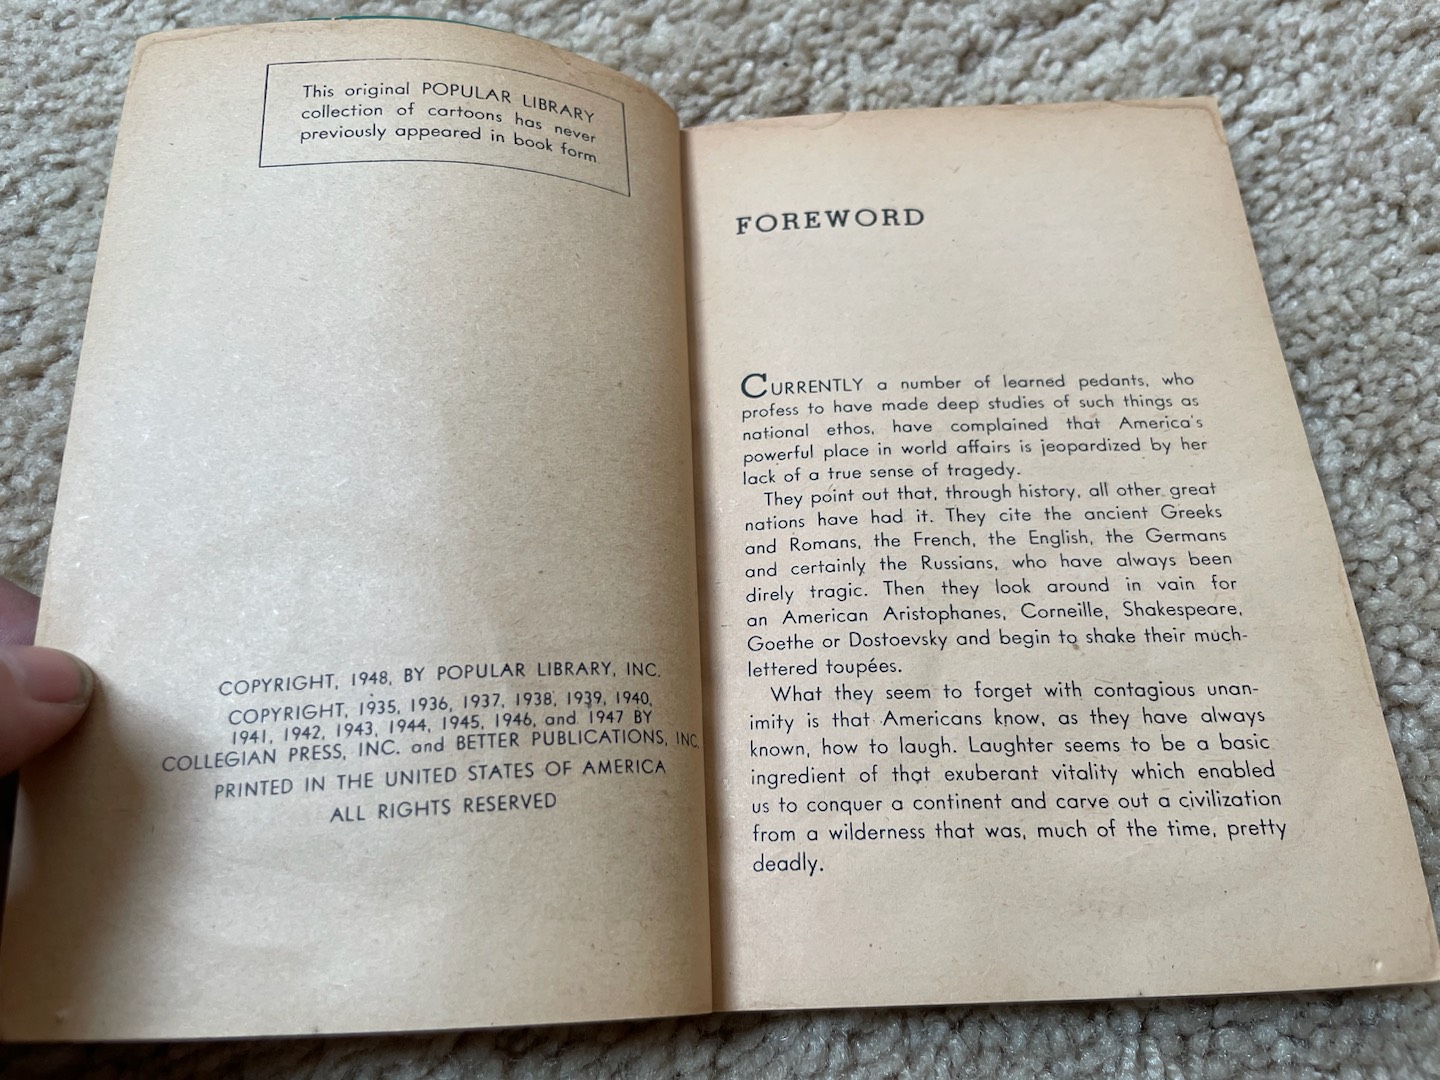 This original POPULAR LIBRARY
collection of cartoons has never
previously appeared in book form
COPYRIGHT, 1948, BY POPULAR LIBRARY, INC.
COPYRIGHT, 1935, 1936, 1937, 1938, 1939, 1940,
1941, 1942, 1943, 1944, 1945, 1946, and 1947 BY
COLLEGIAN PRESS, INC. and BETTER PUBLICATIONS, INC.
PRINTED IN THE UNITED STATES OF AMERICA
ALL RIGHTS RESERVED
FOREWORD
CURRENTLY a number of learned pedants, who
profess to have made deep studies of such things as
national ethos, have complained that America's
powerful place in world affairs is jeopardized by her
lack of a true sense of tragedy.
They point out that, through history, all other great
nations have had it. They cite the ancient Greeks
and Romans, the French, the English, the Germans
and certainly the Russians, who have always been
direly tragic. Then they look around in vain for
an American Aristophanes, Corneille, Shakespeare,
Goethe or Dostoevsky and begin to shake their much-
lettered toupées.
What they seem to forget with contagious unan-
imity is that Americans know, as they have always
known, how to laugh. Laughter seems to be a basic
ingredient of that exuberant vitality which enabled
us to conquer a continent and carve out a civilization
from a wilderness that was, much of the time, pretty
deadly.